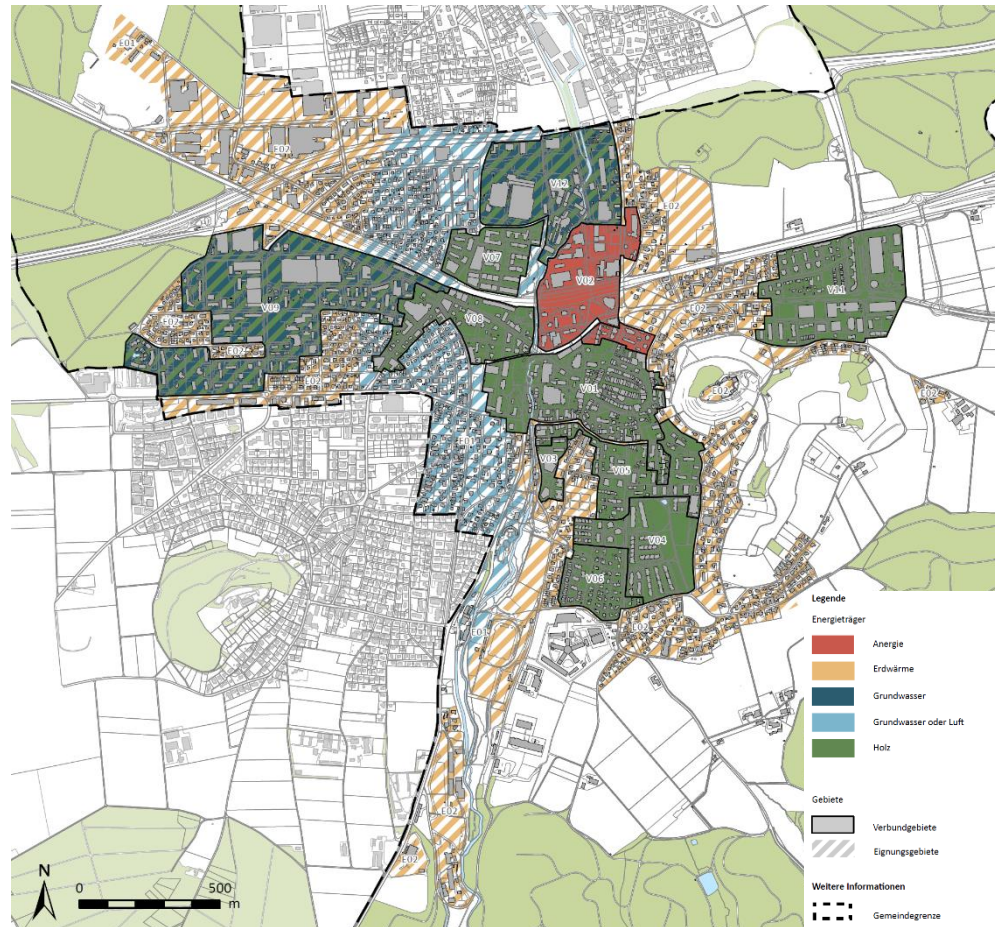 E01
E02
V12
E02
V07
V02
V11
V09
V08
E02
E02
E02
E02
V01
E02
E02
E01
V03
V05
V04
V06
E01
E02
E02
E02
Legende
Energieträger
Anergie
Erdwärme
Grundwasser
Grundwasser oder Luft
Holz
Gebiete
Verbundgebiete
Eignungsgebiete
Weitere Informationen
Gemeindegrenze
N
0 500
m